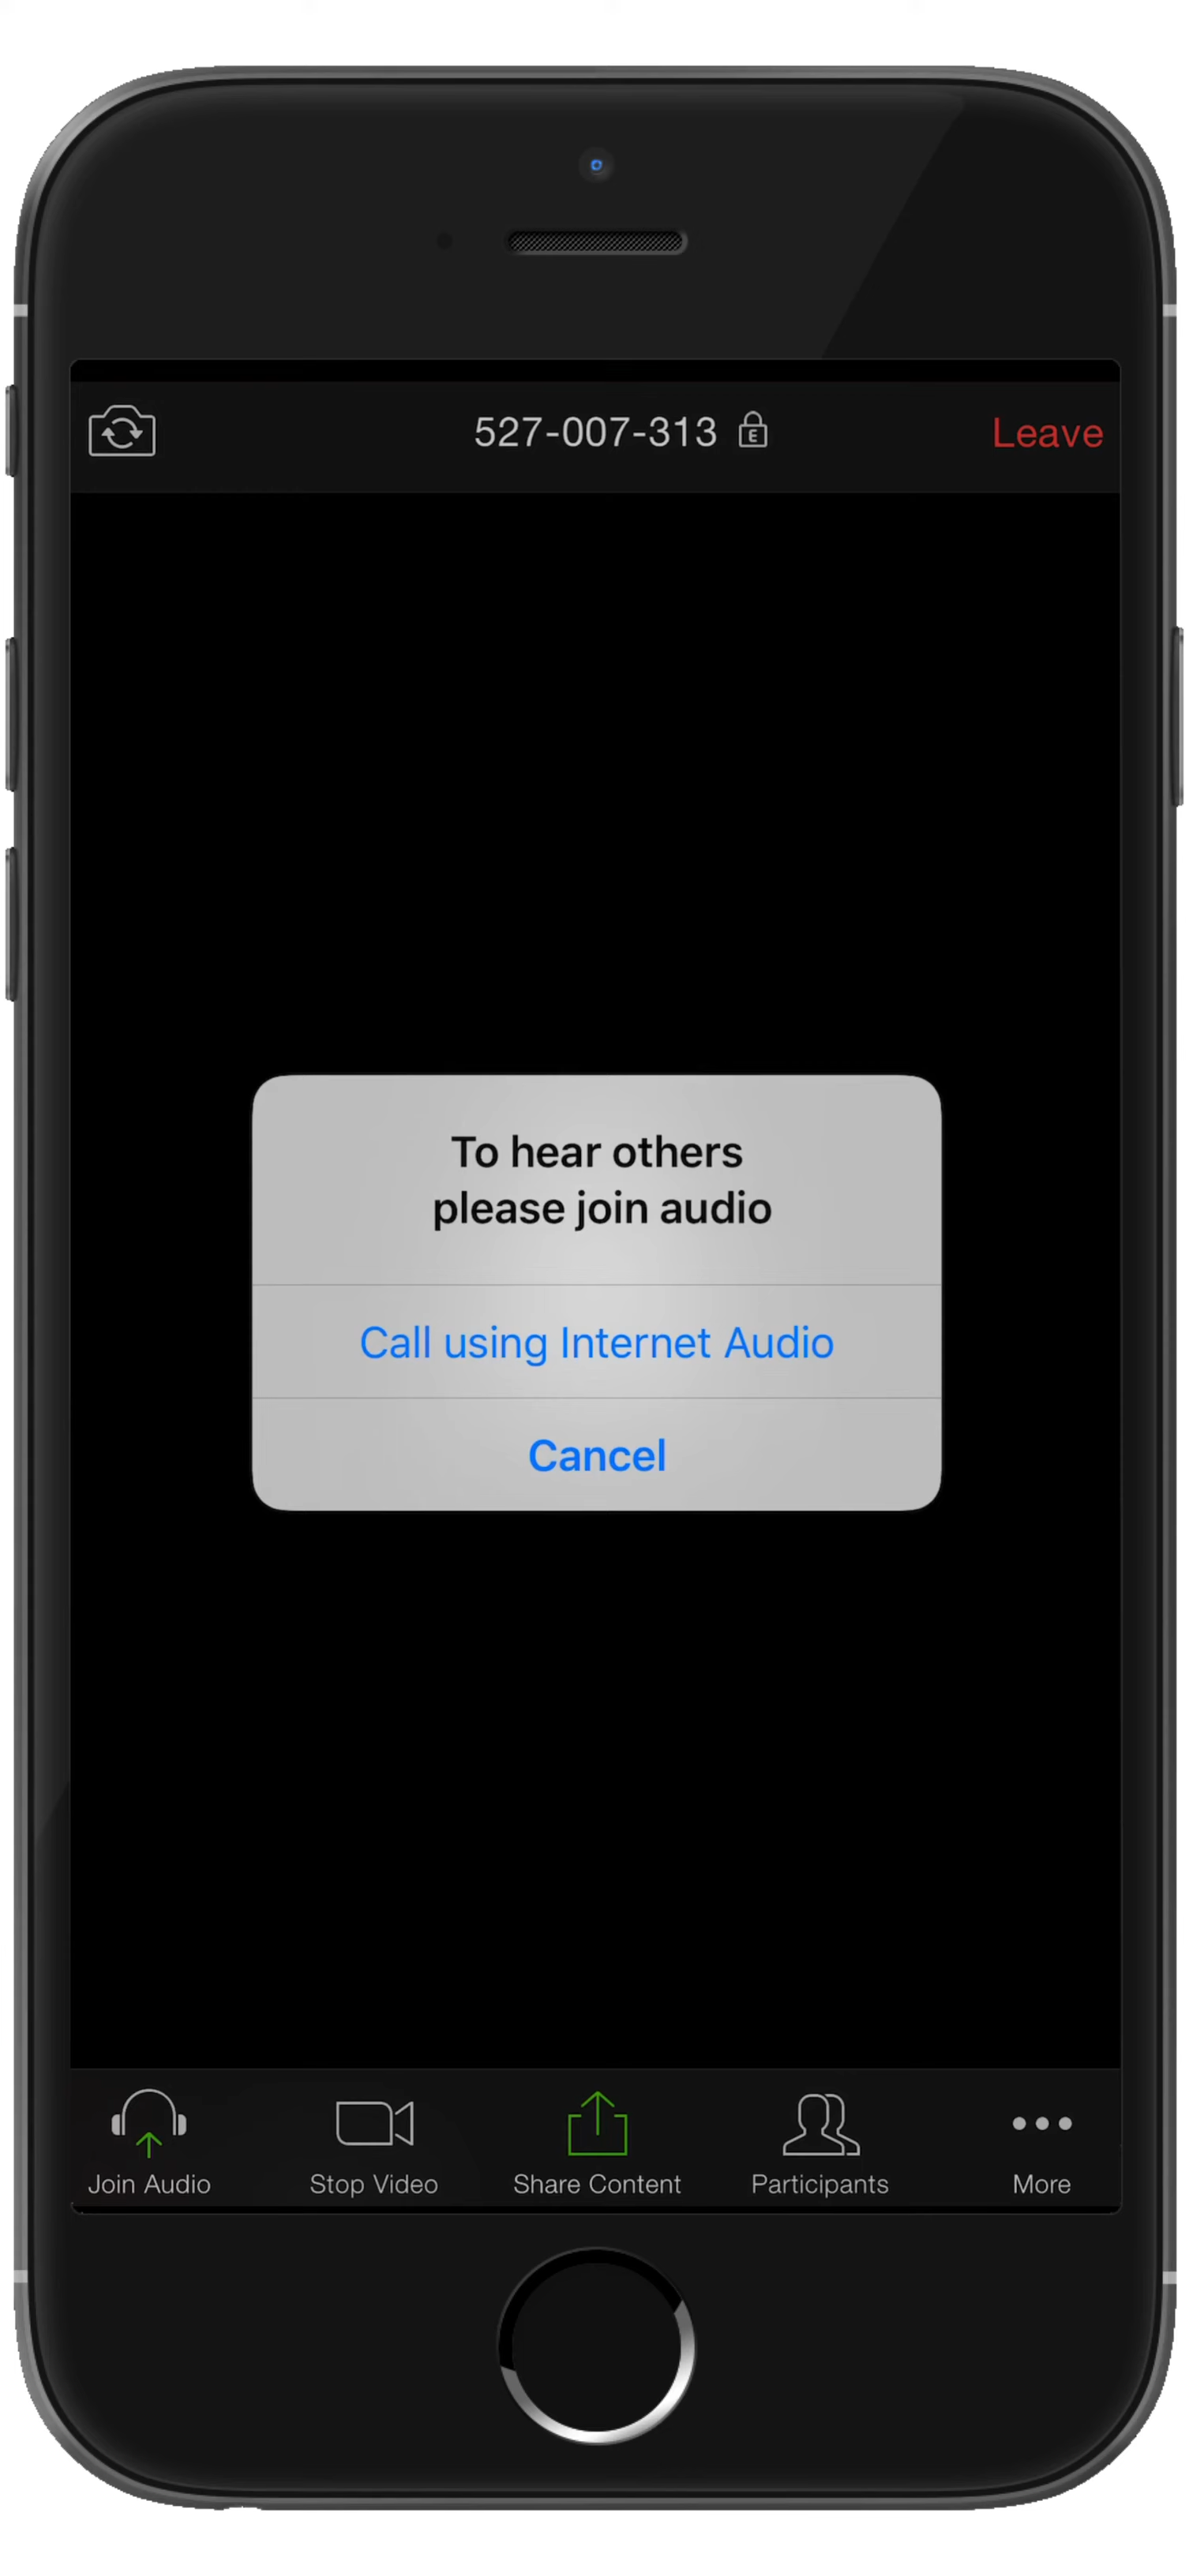 527-007-313
Leave
To hear others
please join audio
Call using Internet Audio
Cancel
Join Audio
Stop Video
Share Content
Participants
More